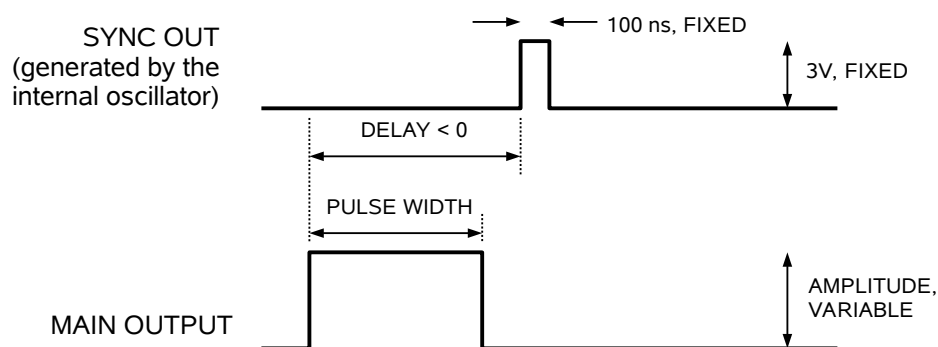 100 ns, FIXED
SYNC OUT
(generated by the
internal oscillator)
3V, FIXED
DELAY < 0
PULSE WIDTH
AMPLITUDE,
VARIABLE
MAIN OUTPUT